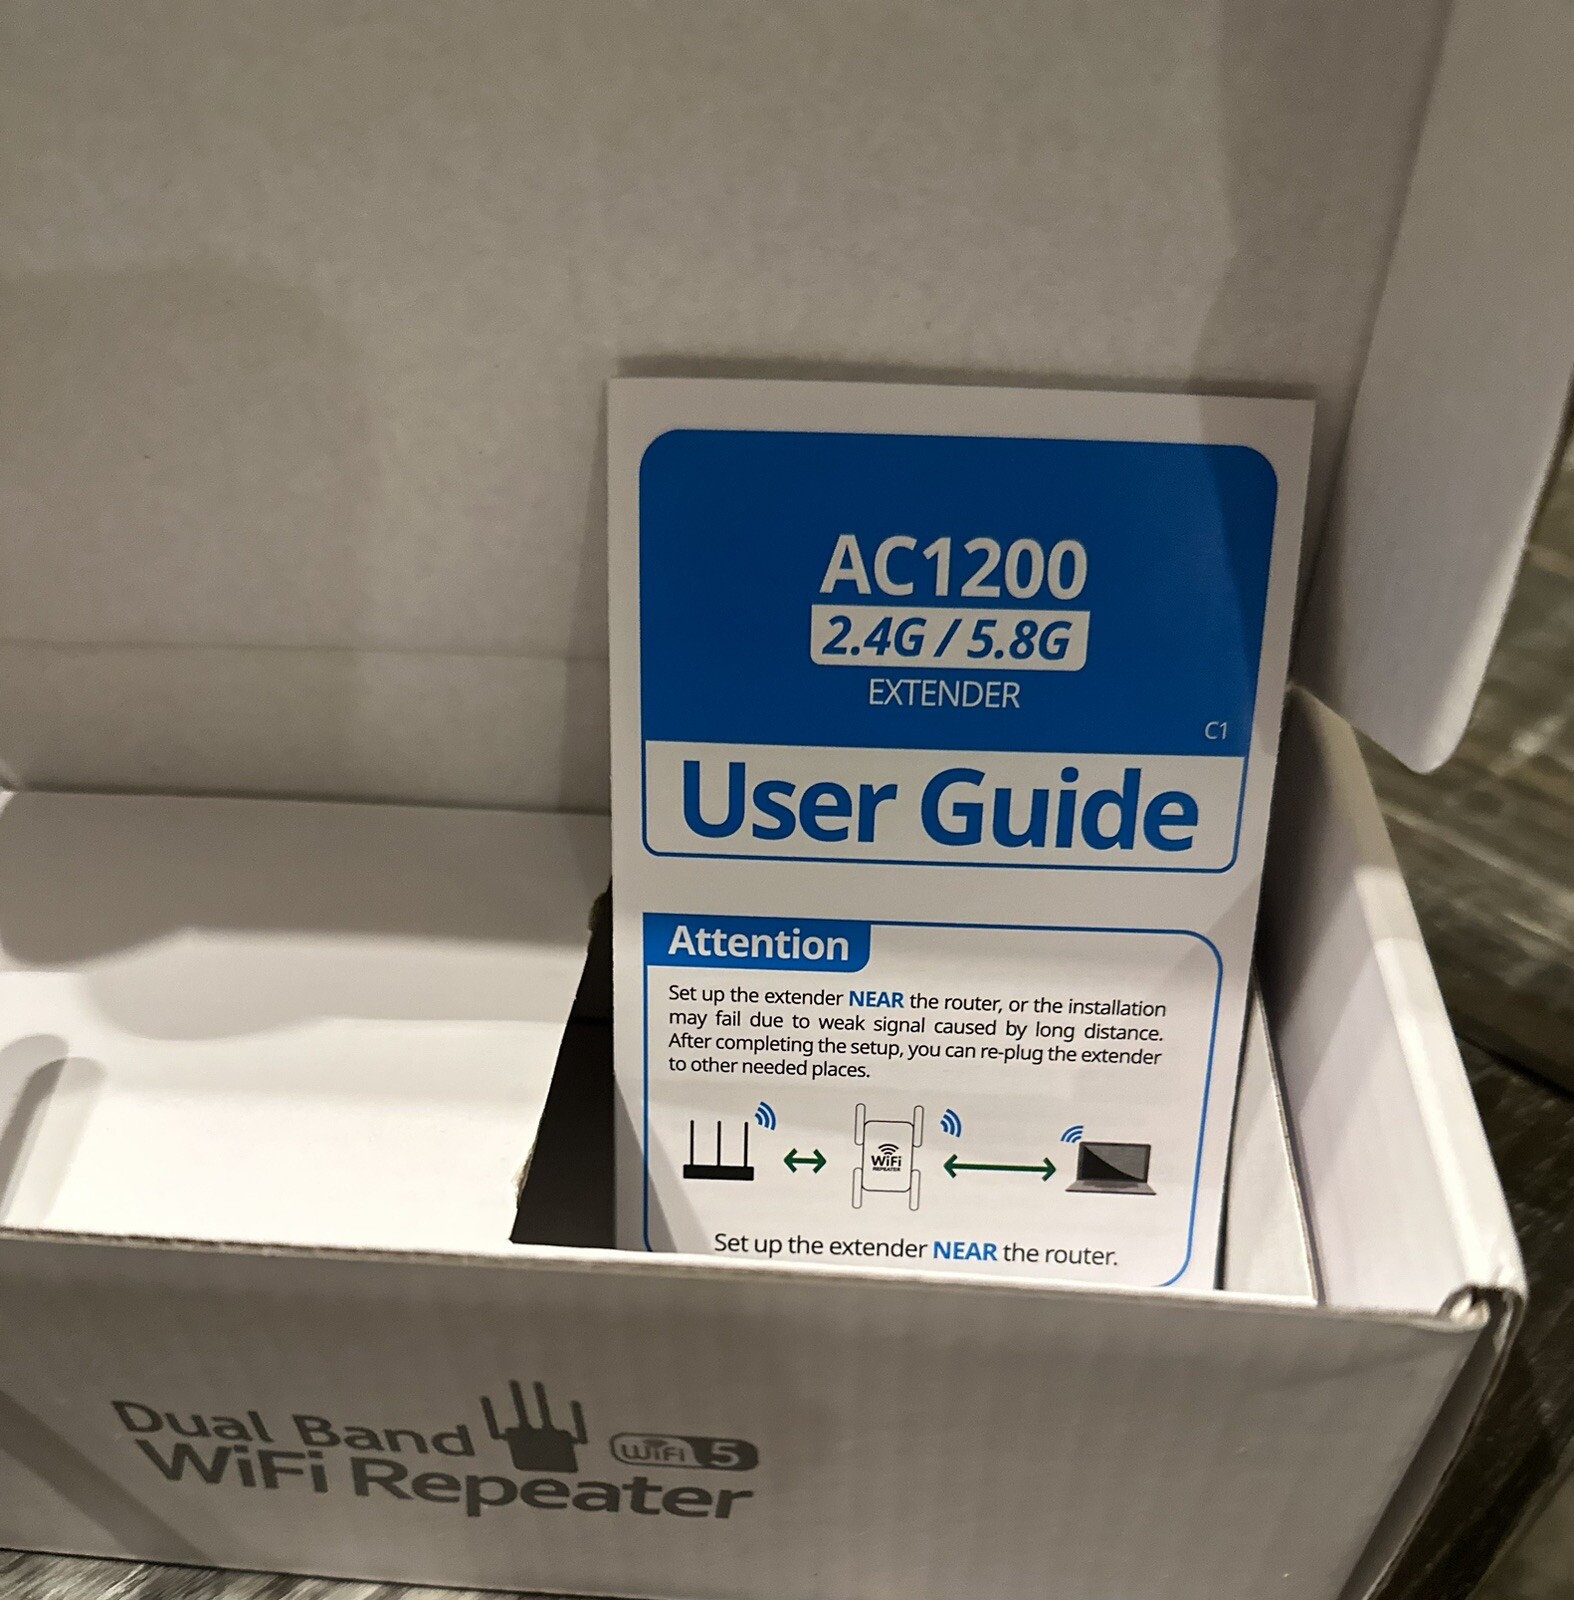 AC1200
2.4G / 5.8G
EXTENDER
C1
User Guide
Attention
Set up the extender NEAR the router, or the installation
may fail due to weak signal caused by long distance.
After completing the setup, you can re-plug the extender
to other needed places.
WiFi
REPEATER
Set up the extender NEAR the router.
Dual Band
WiFi 5
WiFi Repeater